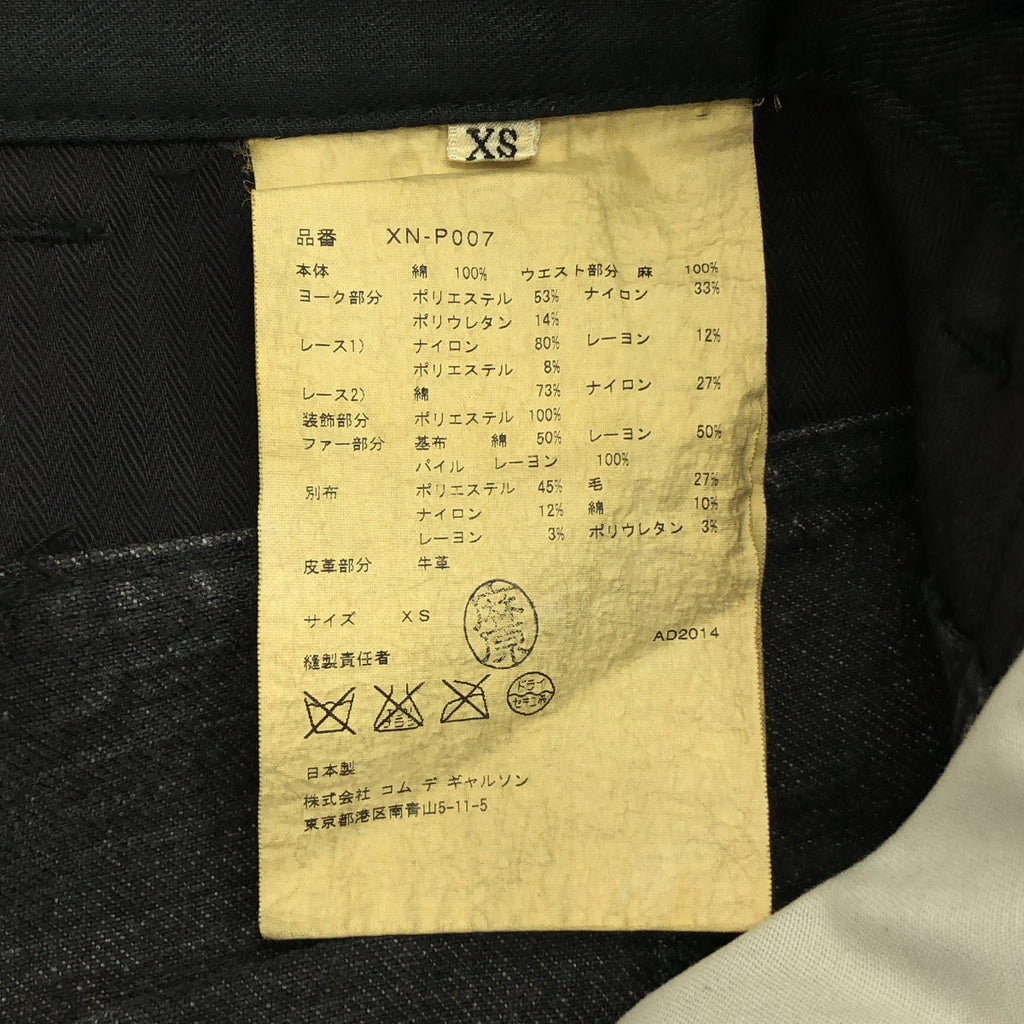 XS
品番 XN-P007
本体 綿 100% ウエスト部分 麻 100%
ヨーク部分 ポリエステル 53% ナイロン 33%
ポリウレタン 14%
レース1) ナイロン 80% レーヨン 12%
ポリエステル 8%
レース2) 綿 73% ナイロン 27%
装飾部分 ポリエステル 100%
ファー部分 基布 綿 50% レーヨン 50%
パイル レーヨン 100%
別布 ポリエステル 45% 毛 27%
ナイロン 12% 綿 10%
レーヨン 3% ポリウレタン 3%
皮革部分 牛革
サイズ XS
AD2014
縫製責任者
ドライ
セキユ系
日本製
株式会社 コム デ ギャルソン
東京都港区南青山5-11-5